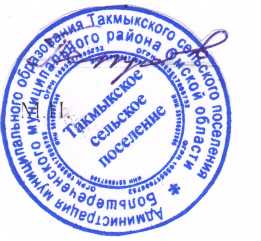 Администрация муниципального образования Такмыкского сельского поселения
Большереченского муниципального района Омской области
Такмыкское
сельское
поселение
М.П.